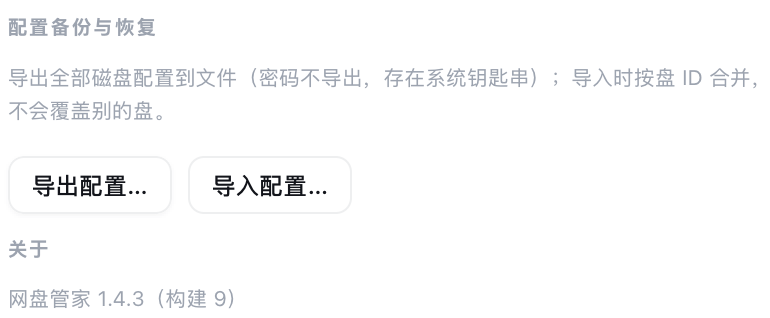 配置备份与恢复
导出全部磁盘配置到文件（密码不导出，存在系统钥匙串）；导入时按盘 ID 合并，
不会覆盖别的盘。
导出配置... 导入配置...
关于
网盘管家 1.4.3（构建 9）